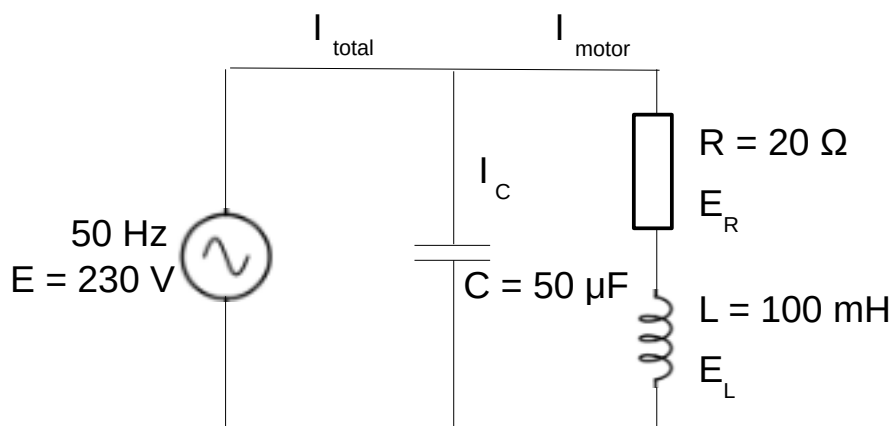 I total
I motor
R = 20 Ω
I C
E R
50 Hz
E = 230 V
C = 50 μF
L = 100 mH
E L